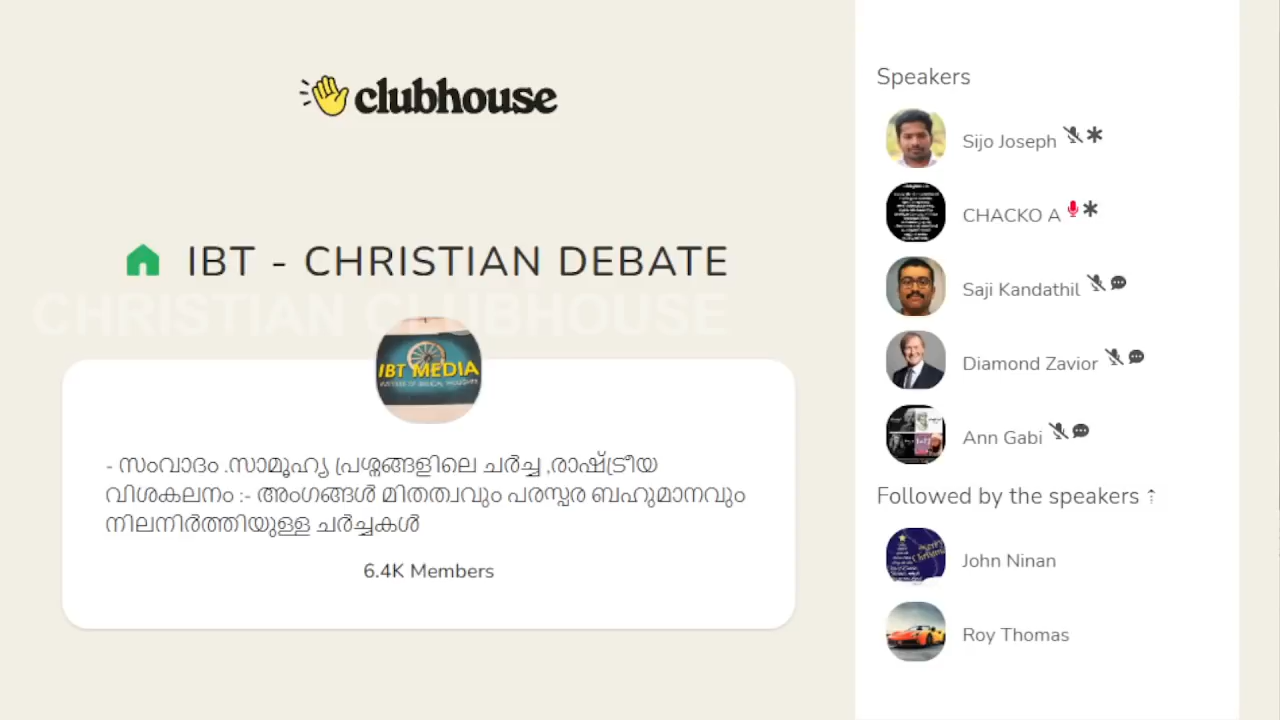 clubhouse
IBT - CHRISTIAN DEBATE
CHRISTIAN CLUBHOUSE
IBT MEDIA
- സംവാദം .സാമൂഹ്യ പ്രശ്നങ്ങളിലെ ചർച്ച ,രാഷ്ട്രീയ
വിശകലനം :- അംഗങ്ങൾ മിതത്വവും പരസ്പര ബഹുമാനവും
നിലനിർത്തിയുള്ള ചർച്ചകൾ
6.4K Members
Speakers
Sijo Joseph
CHACKO A
Saji Kandathil
Diamond Zavior
Ann Gabi
Followed by the speakers
John Ninan
Roy Thomas